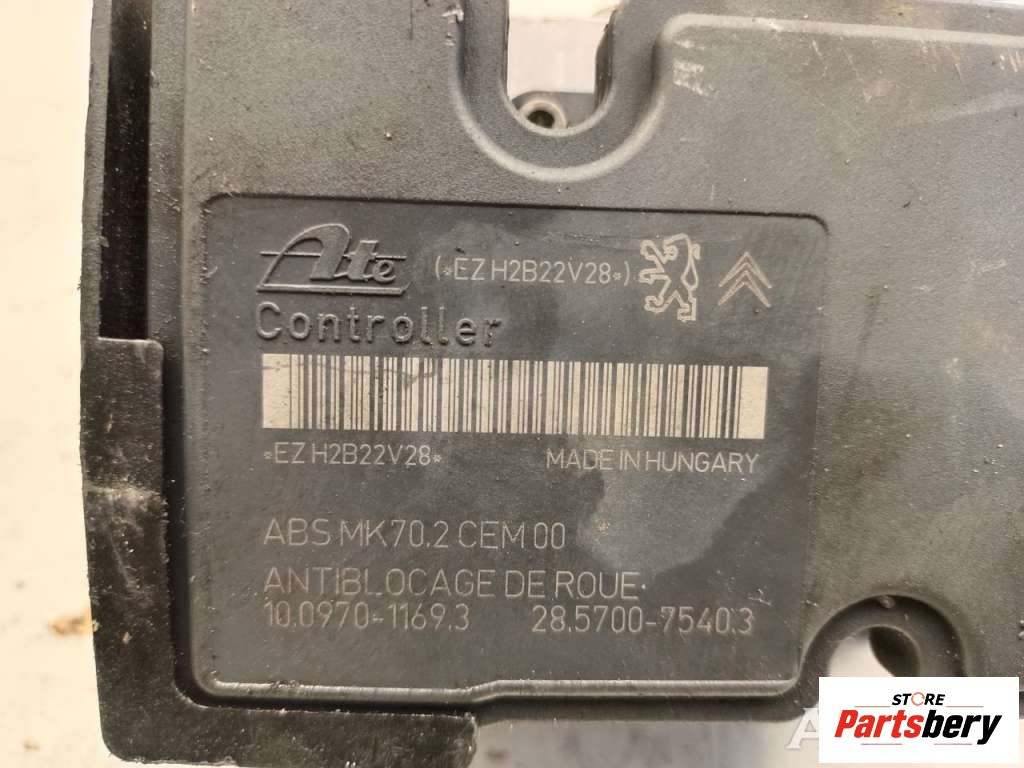 Ate
(*EZ H2B22V28*)
Controller
*EZ H2B22V28*
MADE IN HUNGARY
ABS MK70.2 CEM 00
ANTIBLOCAGE DE ROUE
10.0970-1169.3 28.5700-7540.3
STORE
Partsbery